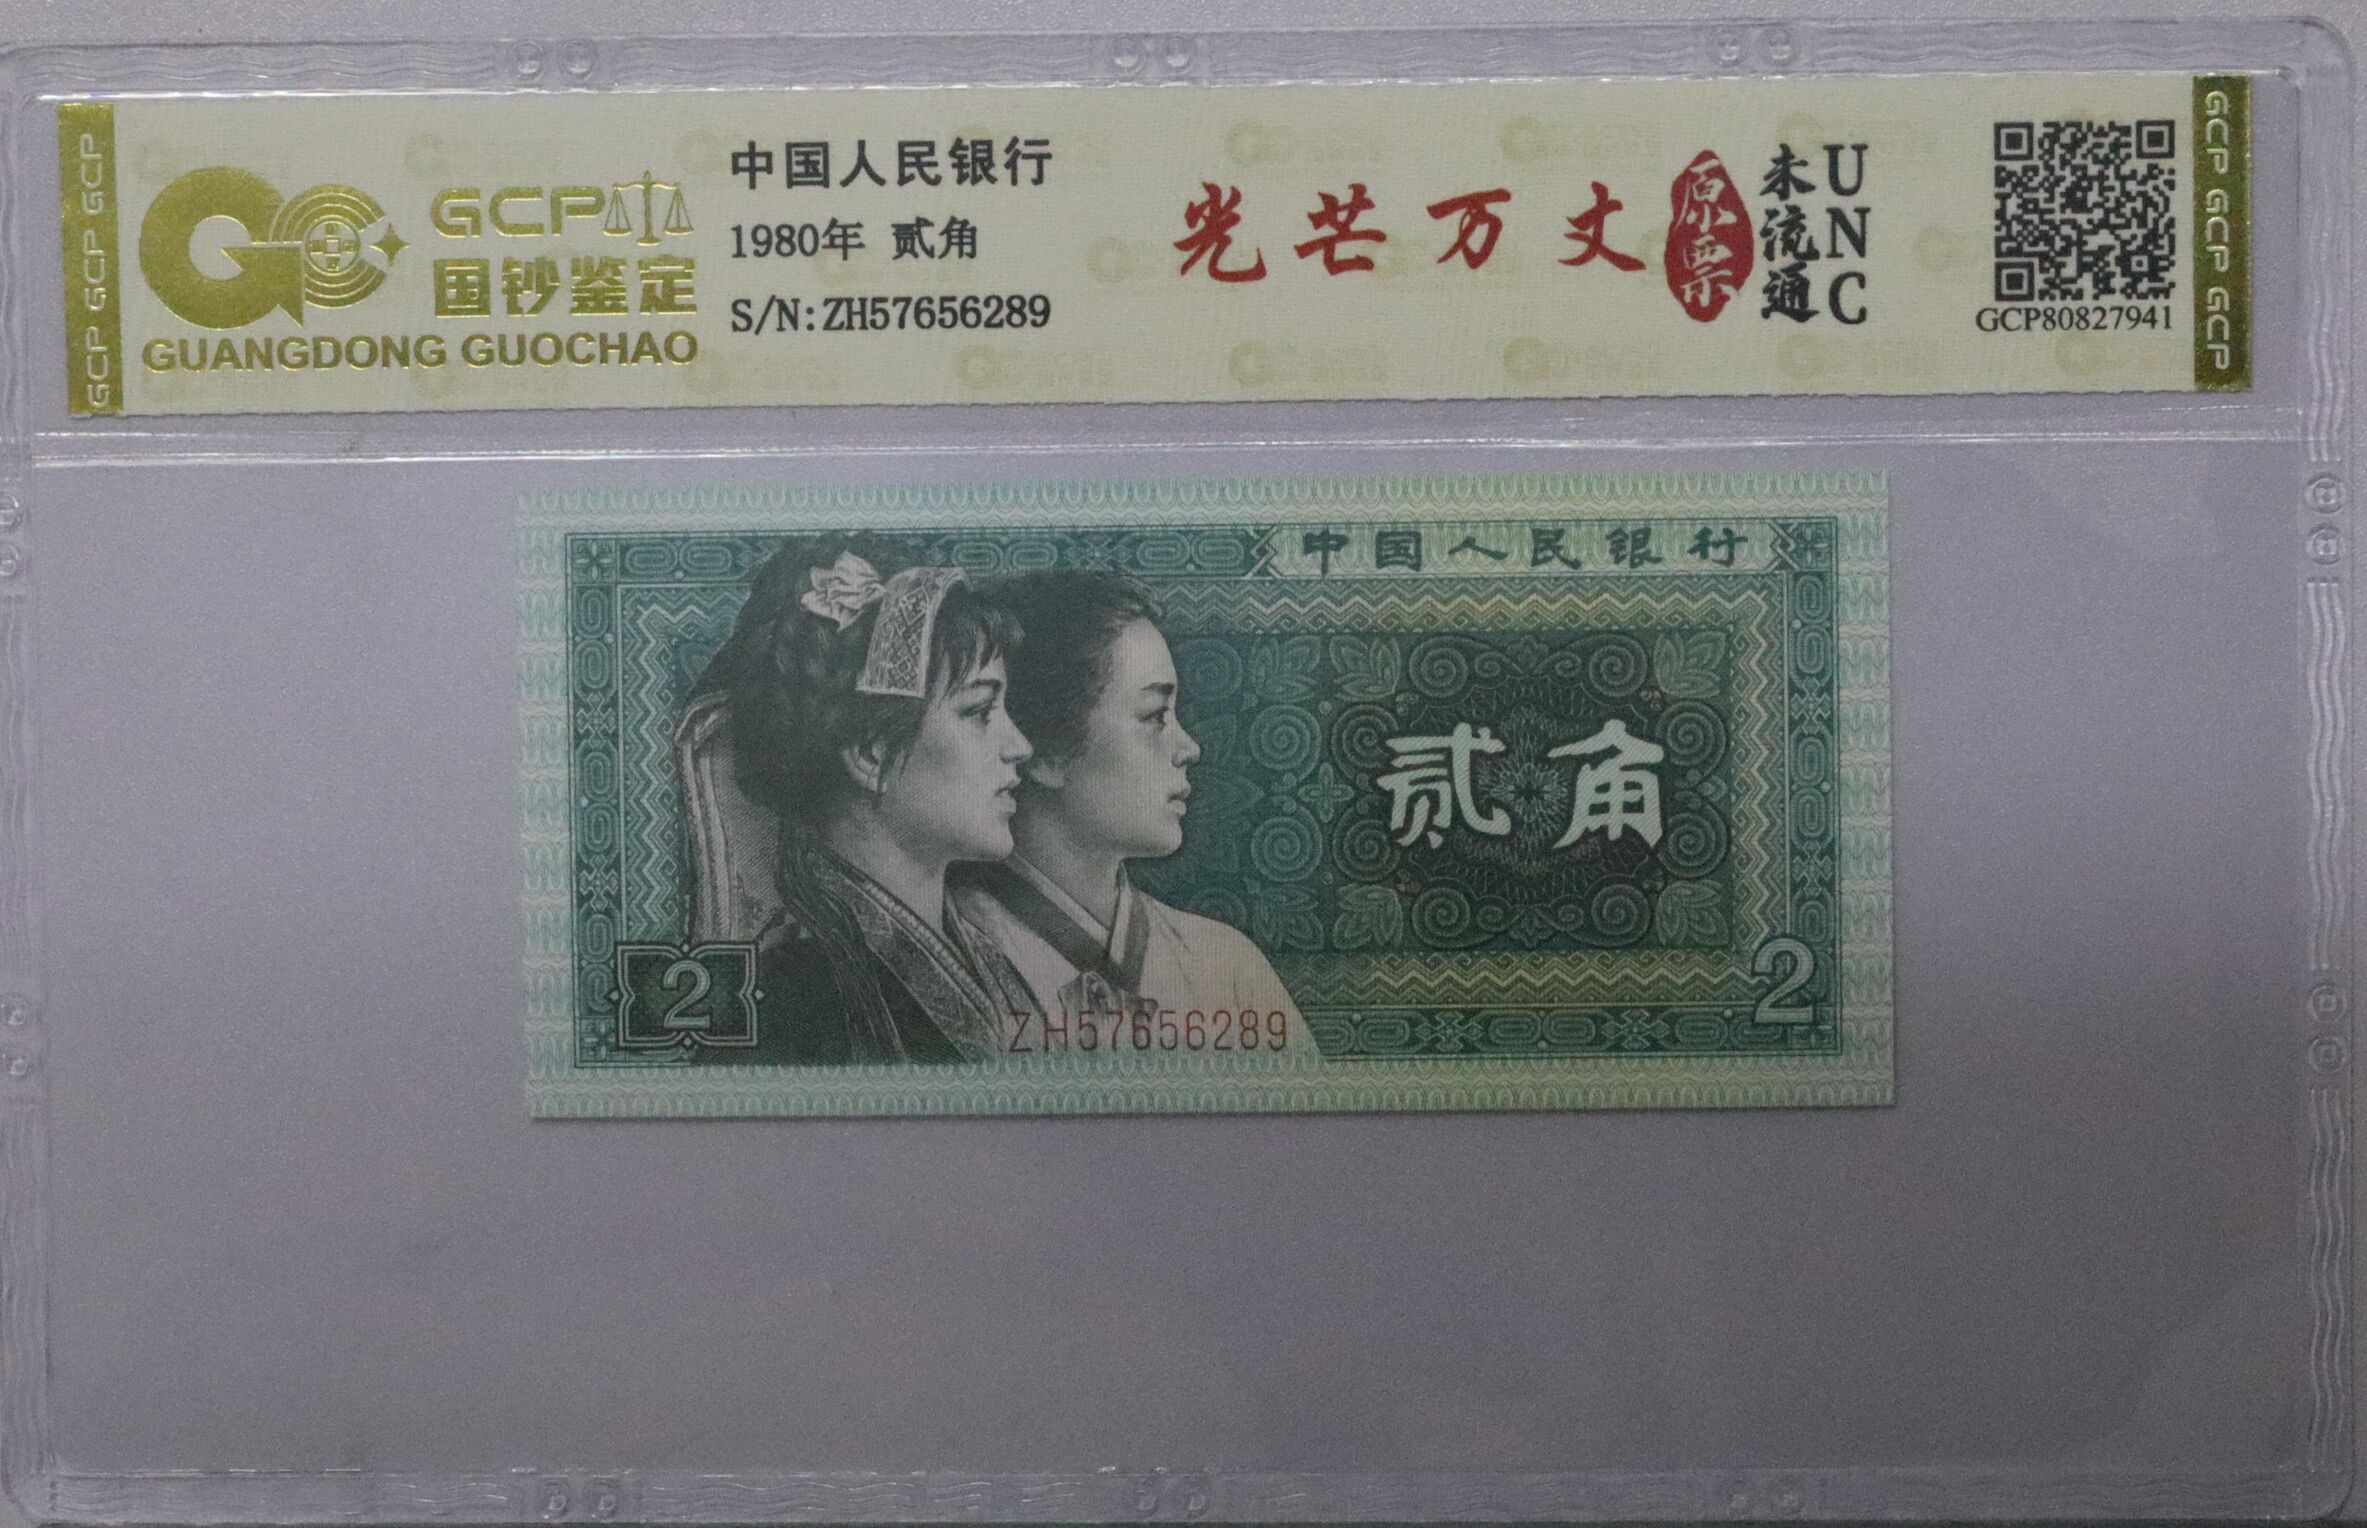 GCP GCP GCP
GCP
国钞鉴定
GUANGDONG GUOCHAO
中国人民银行
1980年 贰角
S/N:ZH57656289
光芒万丈
原票
未流通
UNC
GCP80827941
GCP GCP GCP
中国人民银行
贰角
2
2
ZH57656289